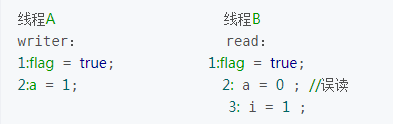 线程A                    线程B
writer:                  read:
1:flag = true;           1:flag = true;
2:a = 1;                 2: a = 0 ; //误读
                         3: i = 1 ;